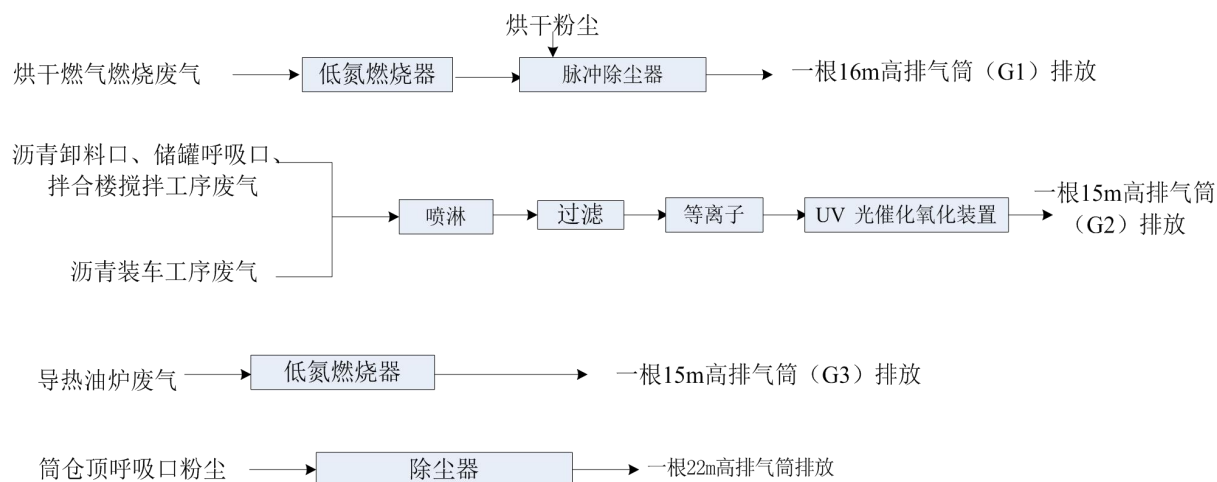 烘干粉尘
烘干燃气燃烧废气
低氮燃烧器
脉冲除尘器
一根16m高排气筒（G1）排放
沥青卸料口、储罐呼吸口、
拌合楼搅拌工序废气
沥青装车工序废气
喷淋
过滤
等离子
UV 光催化氧化装置
一根15m高排气筒
（G2）排放
导热油炉废气
低氮燃烧器
一根15m高排气筒（G3）排放
筒仓顶呼吸口粉尘
除尘器
一根22m高排气筒排放